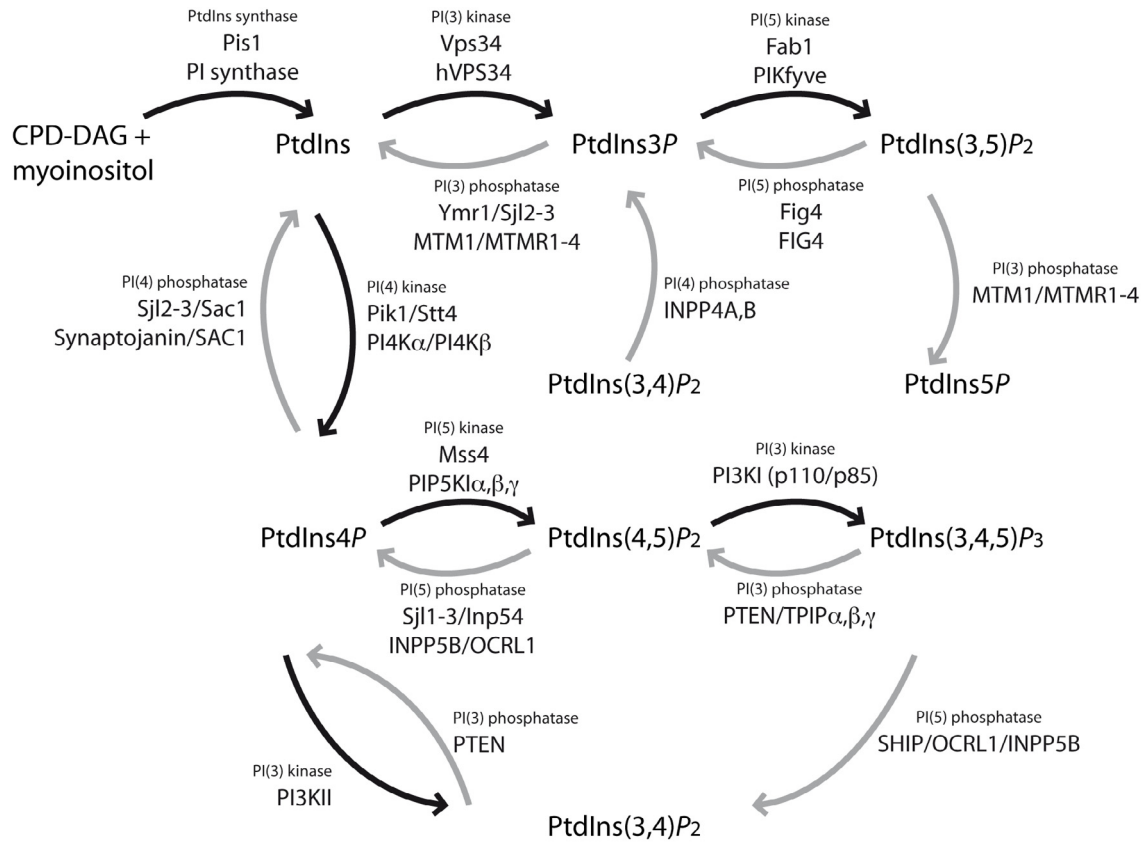 PtdIns synthase
Pis1
PI synthase
PI(3) kinase
Vps34
hVPS34
PI(5) kinase
Fab1
PIKfyve
CPD-DAG +
myoinositol
PtdIns
PtdIns3P
PtdIns(3,5)P2
PI(3) phosphatase
Ymr1/Sjl2-3
MTM1/MTMR1-4
PI(5) phosphatase
Fig4
FIG4
PI(4) phosphatase
Sjl2-3/Sac1
Synaptojanin/SAC1
PI(4) kinase
Pik1/Stt4
PI4Kα/PI4Kβ
PI(4) phosphatase
INPP4A,B
PI(3) phosphatase
MTM1/MTMR1-4
PtdIns(3,4)P2
PtdIns5P
PI(5) kinase
Mss4
PIP5KIα,β,γ
PI(3) kinase
PI3KI (p110/p85)
PtdIns4P
PtdIns(4,5)P2
PtdIns(3,4,5)P3
PI(5) phosphatase
Sjl1-3/Inp54
INPP5B/OCRL1
PI(3) phosphatase
PTEN/TPIPα,β,γ
PI(3) kinase
PI3KII
PI(3) phosphatase
PTEN
PI(5) phosphatase
SHIP/OCRL1/INPP5B
PtdIns(3,4)P2